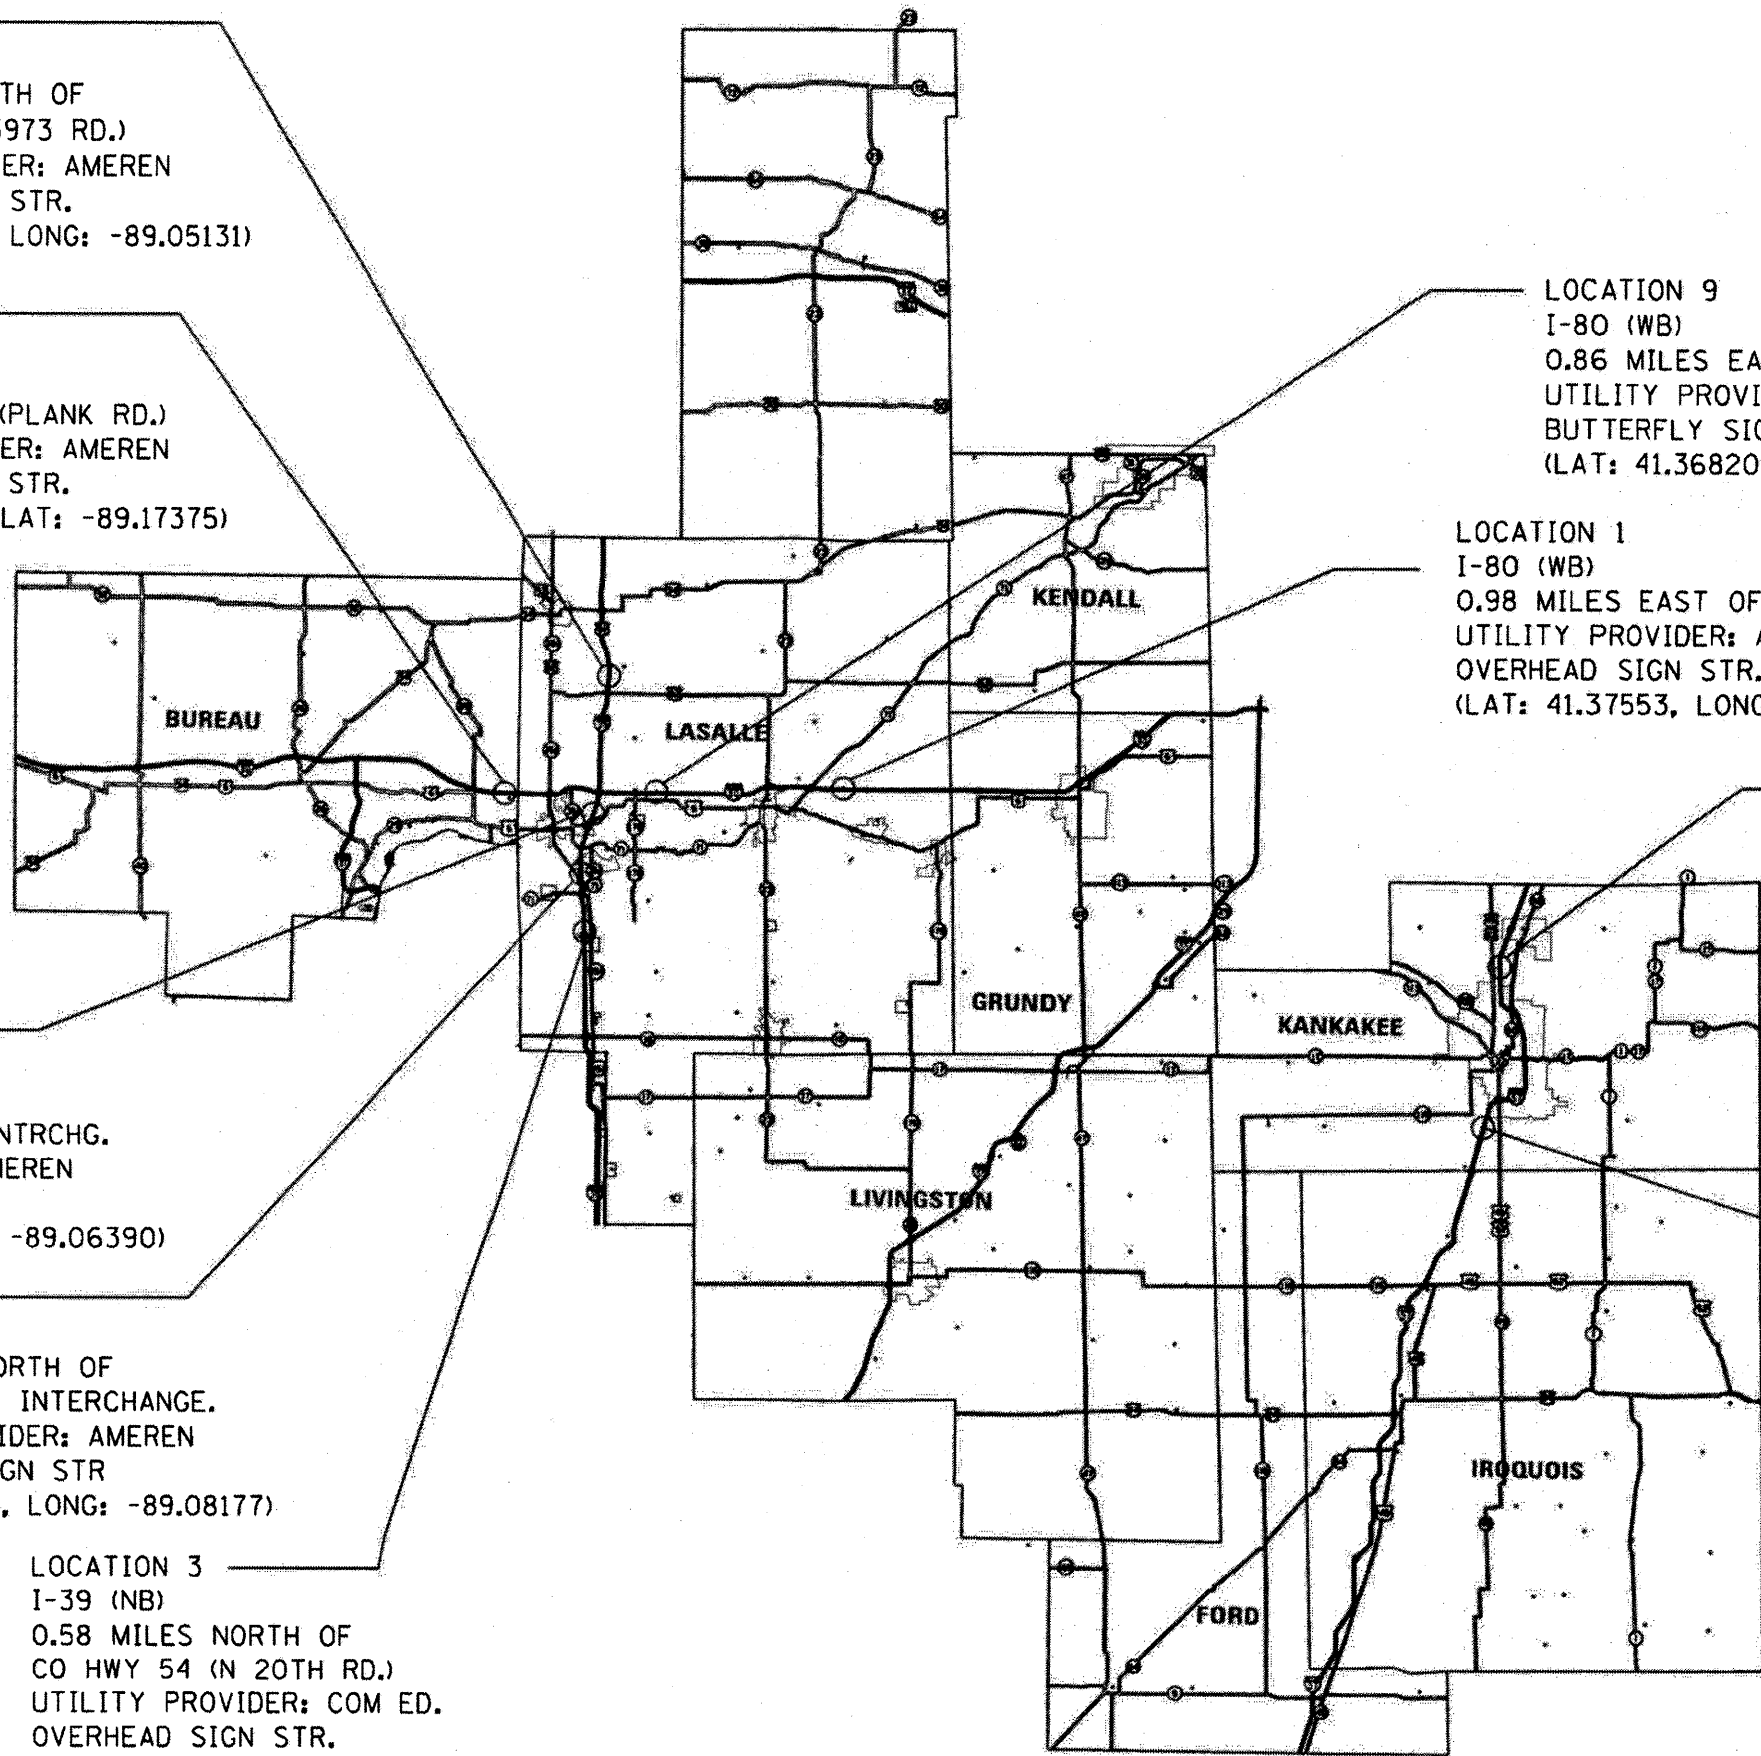 TH OF
5973 RD.)
ER: AMEREN
STR.
LONG: -89.05131)
(PLANK RD.)
ER: AMEREN
STR.
LAT: -89.17375)
LOCATION 9
I-80 (WB)
0.86 MILES EA
UTILITY PROVI
BUTTERFLY SIG
(LAT: 41.36820
LOCATION 1
I-80 (WB)
0.98 MILES EAST OF
UTILITY PROVIDER: A
OVERHEAD SIGN STR.
(LAT: 41.37553, LONG
KENDALL
BUREAU
LASALLE
GRUNDY
KANKAKEE
LIVINGSTON
IROQUOIS
FORD
NTRCHG.
MEREN
-89.06390)
ORTH OF
INTERCHANGE.
IDER: AMEREN
GN STR
, LONG: -89.08177)
LOCATION 3
I-39 (NB)
0.58 MILES NORTH OF
CO HWY 54 (N 20TH RD.)
UTILITY PROVIDER: COM ED.
OVERHEAD SIGN STR.